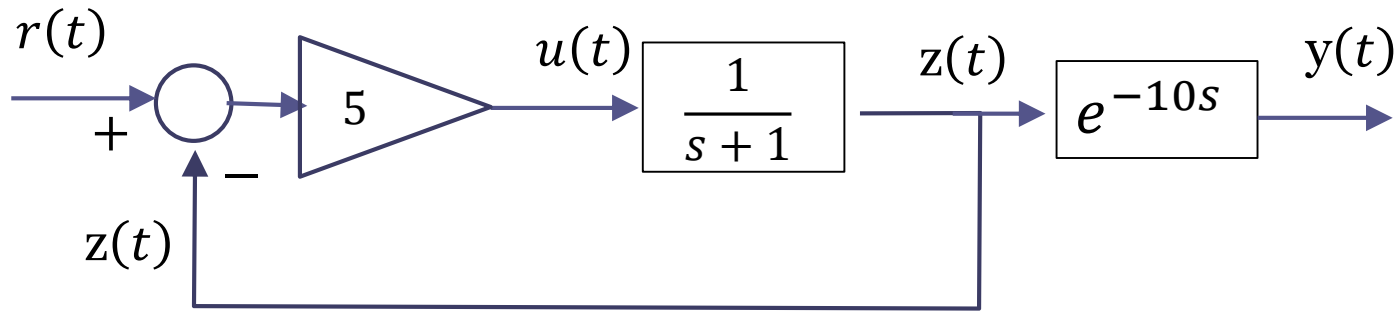 r(t)
+
−
z(t)
5
u(t)
1
s + 1
z(t)
e^{−10s}
y(t)